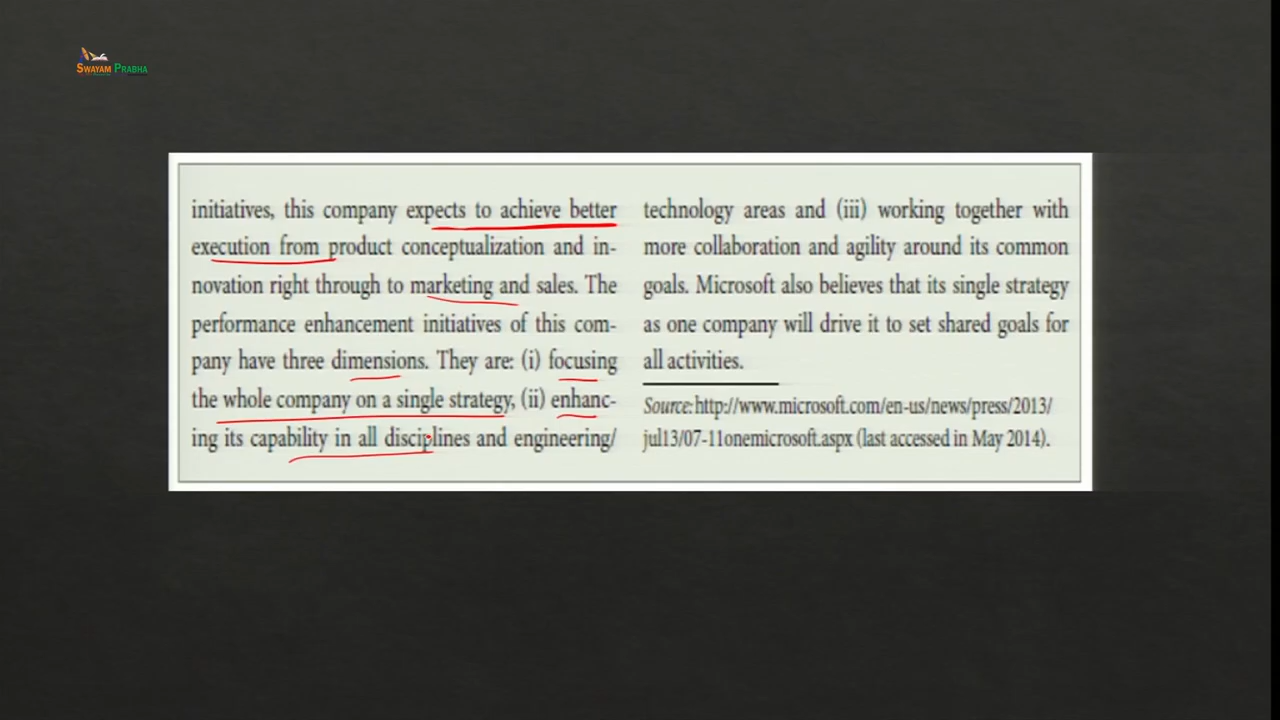 SWAYAM PRABHA
initiatives, this company expects to achieve better
execution from product conceptualization and in-
novation right through to marketing and sales. The
performance enhancement initiatives of this com-
pany have three dimensions. They are: (i) focusing
the whole company on a single strategy, (ii) enhanc-
ing its capability in all disciplines and engineering/
technology areas and (iii) working together with
more collaboration and agility around its common
goals. Microsoft also believes that its single strategy
as one company will drive it to set shared goals for
all activities.
Source: http://www.microsoft.com/en-us/news/press/2013/
jul13/07-11onemicrosoft.aspx (last accessed in May 2014).